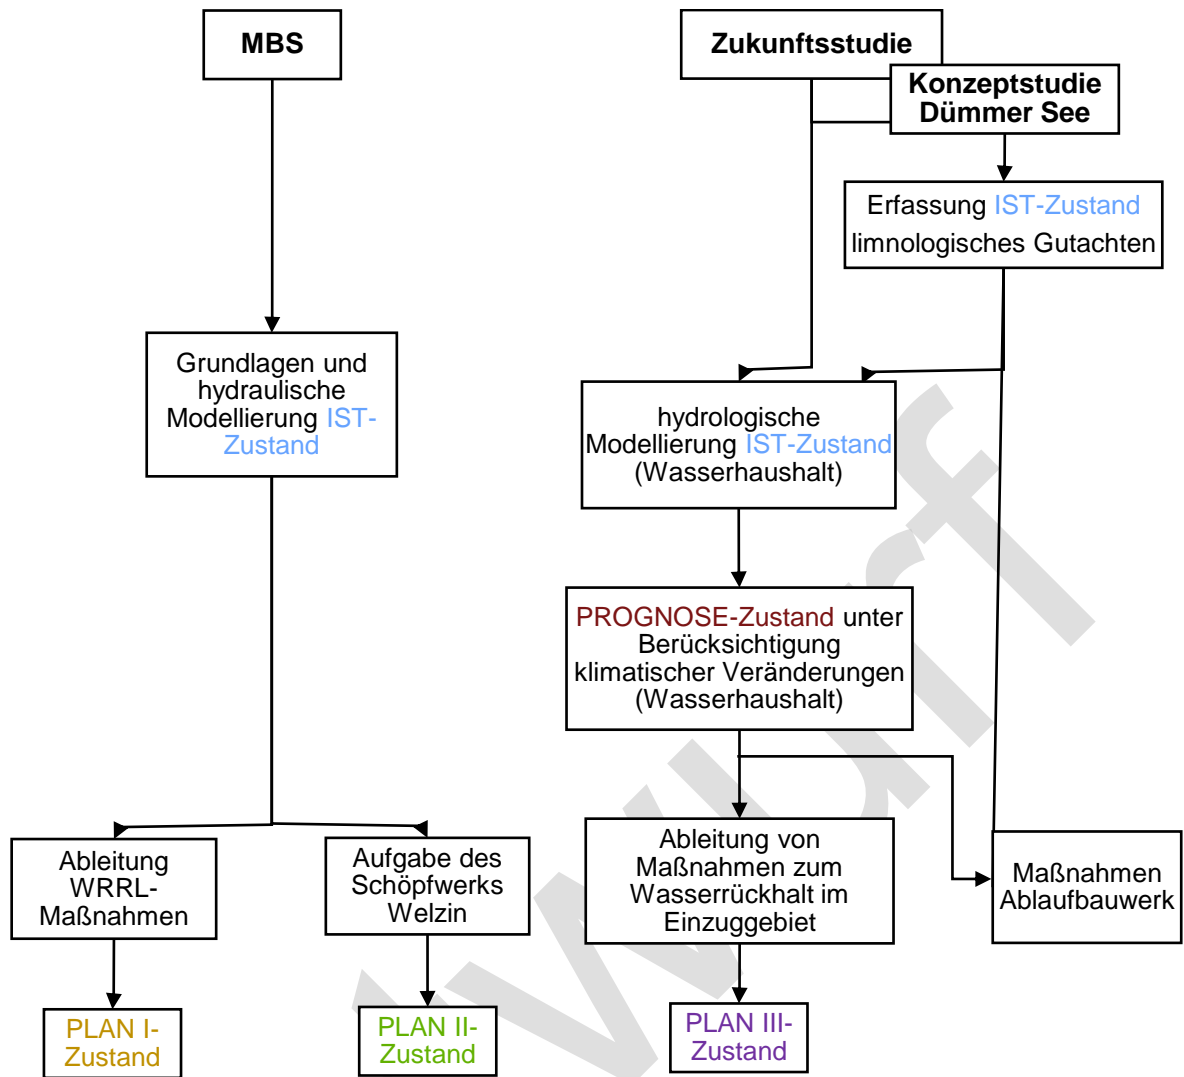 MBS
Zukunftsstudie
Konzeptstudie
Dümmer See
Erfassung IST-Zustand
limnologisches Gutachten
Grundlagen und
hydraulische
Modellierung IST-
Zustand
hydrologische
Modellierung IST-Zustand
(Wasserhaushalt)
PROGNOSE-Zustand unter
Berücksichtigung
klimatischer Veränderungen
(Wasserhaushalt)
Ableitung
WRRL-
Maßnahmen
Aufgabe des
Schöpfwerks
Welzin
Ableitung von
Maßnahmen zum
Wasserrückhalt im
Einzuggebiet
Maßnahmen
Ablaufbauwerk
PLAN I-
Zustand
PLAN II-
Zustand
PLAN III-
Zustand